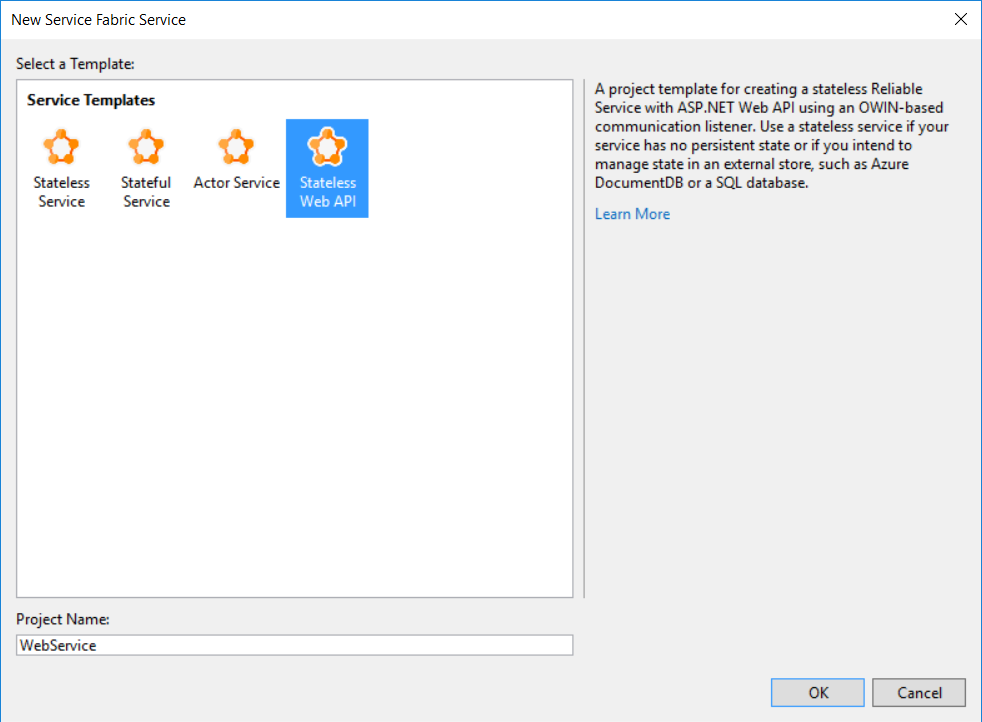 New Service Fabric Service
Select a Template:
Service Templates
Stateless
Service
Stateful
Service
Actor Service
Stateless
Web API
A project template for creating a stateless Reliable
Service with ASP.NET Web API using an OWIN-based
communication listener. Use a stateless service if your
service has no persistent state or if you intend to
manage state in an external store, such as Azure
DocumentDB or a SQL database.
Learn More
Project Name:
WebService
OK
Cancel